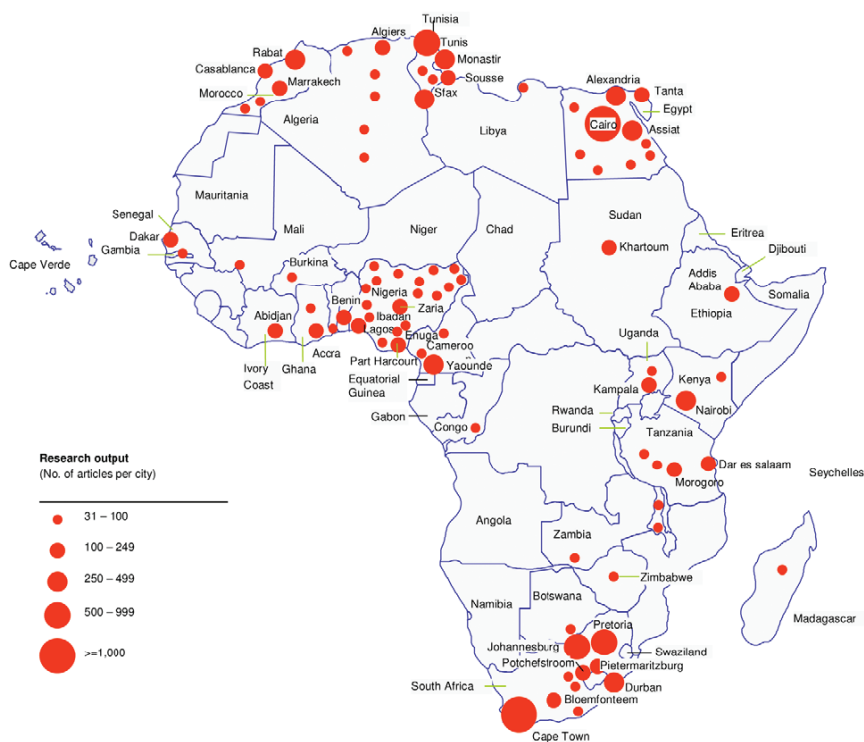 Tunisia
Algiers
Tunis
Rabat
Monastir
Casablanca
Sousse
Alexandria
Marrakech
Tanta
Morocco
Sfax
Egypt
Algeria
Cairo
Assiat
Libya
Mauritania
Senegal
Mali
Niger
Chad
Sudan
Dakar
Eritrea
Gambia
Khartoum
Djibouti
Cape Verde
Burkina
Addis
Ababa
Nigeria
Somalia
Benin
Zaria
Abidjan
Ibadan
Ethiopia
Lagos
Uganda
Enuga
Accra
Cameroo
Ivory
Coast
Ghana
Part Harcourt
Yaounde
Equatorial
Guinea
Kampala
Kenya
Gabon
Rwanda
Nairobi
Congo
Burundi
Tanzania
Research output
(No. of articles per city)
Dar es salaam
Seychelles
Morogoro
31 – 100
Angola
Zambia
100 – 249
250 – 499
Zimbabwe
Namibia
Botswana
500 – 999
Madagascar
Pretoria
>=1,000
Johannesburg
Swaziland
Potchefstroom
Pietermaritzburg
South Africa
Durban
Bloemfonteem
Cape Town